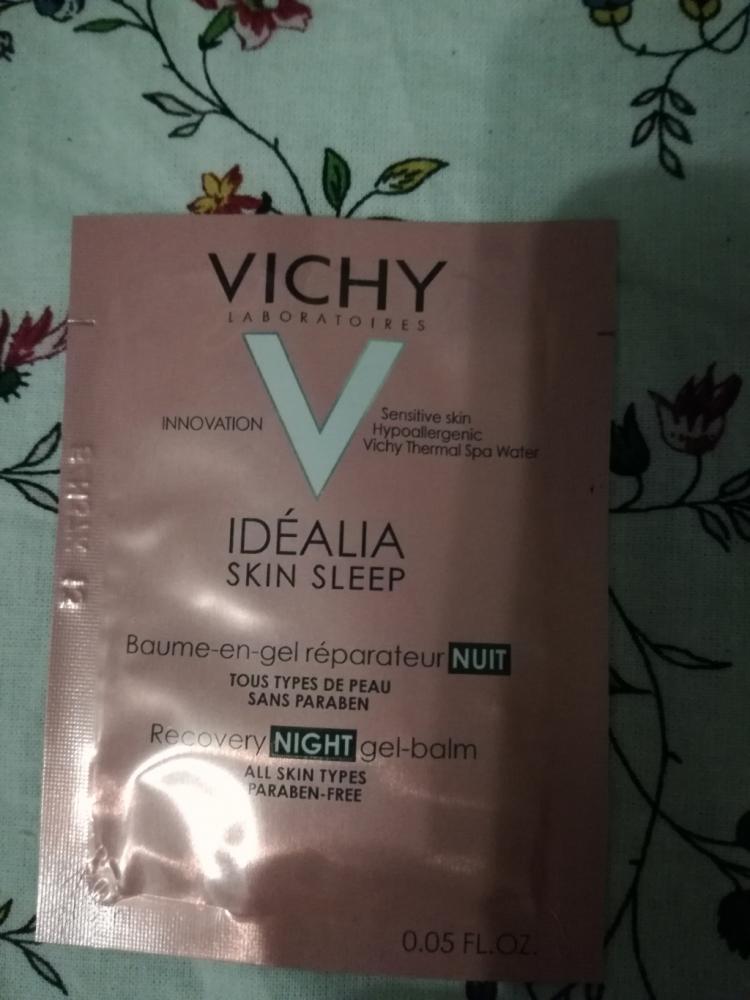 VICHY
LABORATOIRES
INNOVATION
Sensitive skin
Hypoallergenic
Vichy Thermal Spa Water
IDÉALIA
SKIN SLEEP
Baume-en-gel réparateur NUIT
TOUS TYPES DE PEAU
SANS PARABEN
Recovery NIGHT gel-balm
ALL SKIN TYPES
PARABEN-FREE
0.05 FL.OZ.